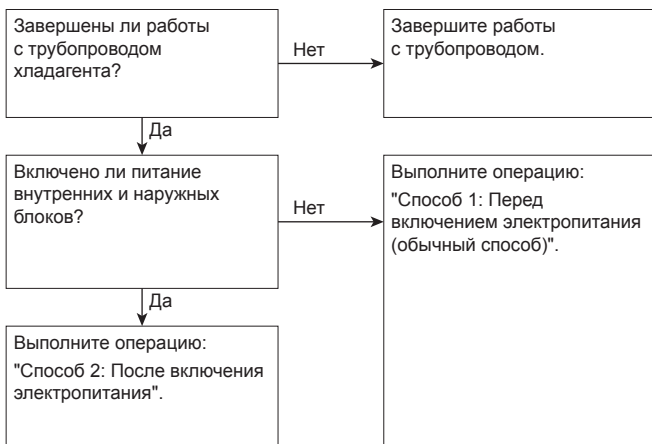 Завершены ли работы
с трубопроводом
хладагента?
Нет
Завершите работы
с трубопроводом.
Да
Включено ли питание
внутренних и наружных
блоков?
Нет
Выполните операцию:
"Способ 1: Перед
включением электропитания
(обычный способ)".
Да
Выполните операцию:
"Способ 2: После включения
электропитания".